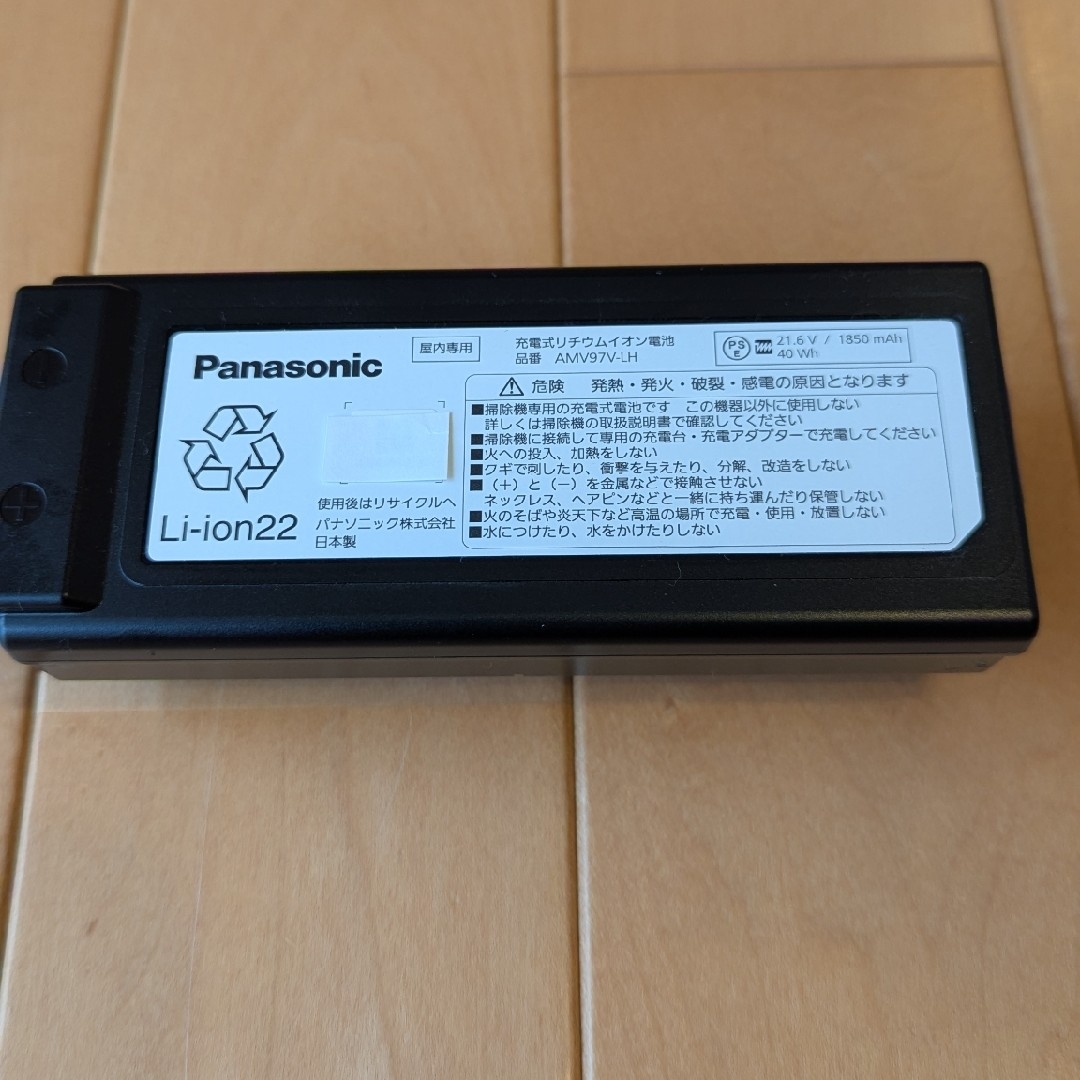 Panasonic
屋内専用
充電式リチウムイオン電池
品番 AMV97V-LH
PS
E
21.6 V / 1850 mAh
40 Wh
危険 発熱・発火・破裂・感電の原因となります
■掃除機専用の充電式電池です この機器以外に使用しない
詳しくは掃除機の取扱説明書で確認してください
■掃除機に接続して専用の充電台・充電アダプターで充電してください
■火への投入、加熱をしない
■クギで刺したり、衝撃を与えたり、分解、改造をしない
■(+)と(−)を金属などで接触させない
ネックレス、ヘアピンなどと一緒に持ち運んだり保管しない
■火のそばや炎天下など高温の場所で充電・使用・放置しない
■水につけたり、水をかけたりしない
Li-ion22
使用後はリサイクルへ
パナソニック株式会社
日本製